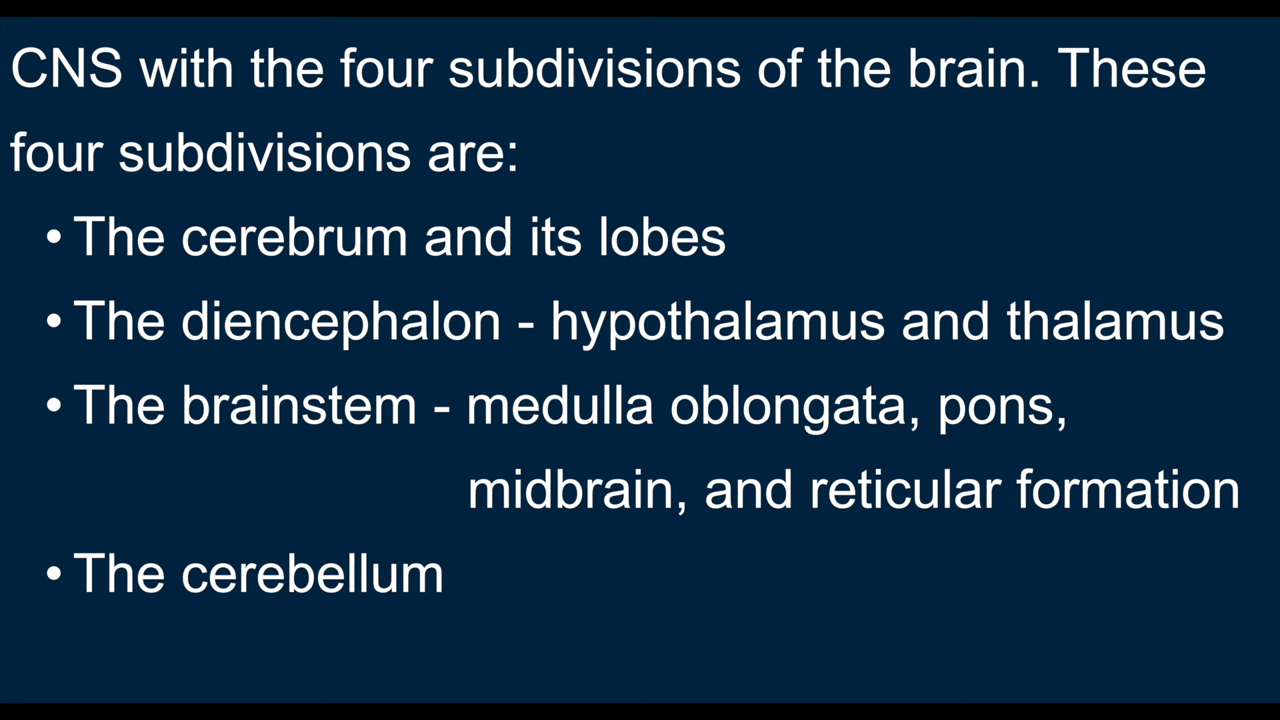 CNS with the four subdivisions of the brain. These
four subdivisions are:
• The cerebrum and its lobes
• The diencephalon - hypothalamus and thalamus
• The brainstem - medulla oblongata, pons,
midbrain, and reticular formation
• The cerebellum